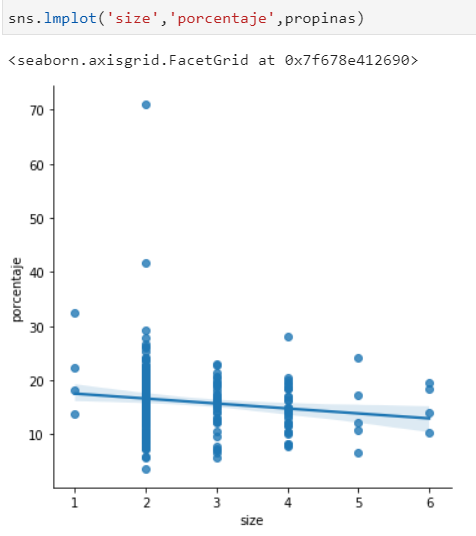 sns.lmplot('size','porcentaje',propinas)
<seaborn.axisgrid.FacetGrid at 0x7f678e412690>
70
60
50
40
30
20
10
porcentaje
1 2 3 4 5 6
size